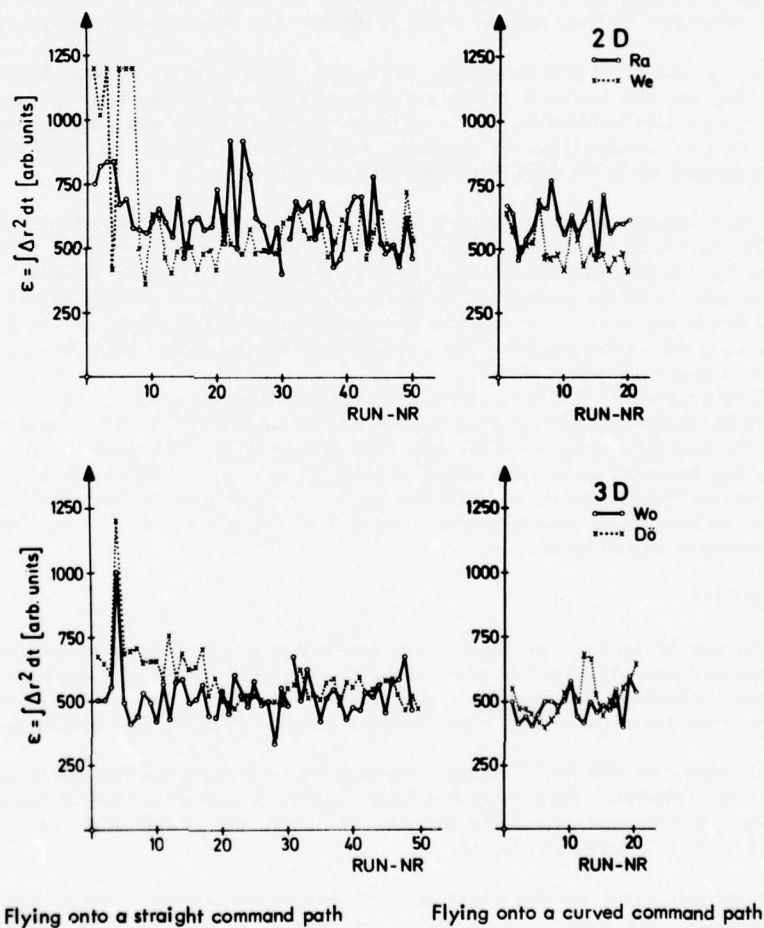 1250
1000
750
500
250
ε = ∫ Δr² dt [arb. units]
10 20 30 40 50
RUN-NR
2 D
Ra
We
1250
1000
750
500
250
10 20
RUN-NR
1250
1000
750
500
250
ε = ∫ Δr² dt [arb. units]
10 20 30 40 50
RUN-NR
3 D
Wo
Dö
1250
1000
750
500
250
10 20
RUN-NR
Flying onto a straight command path
Flying onto a curved command path